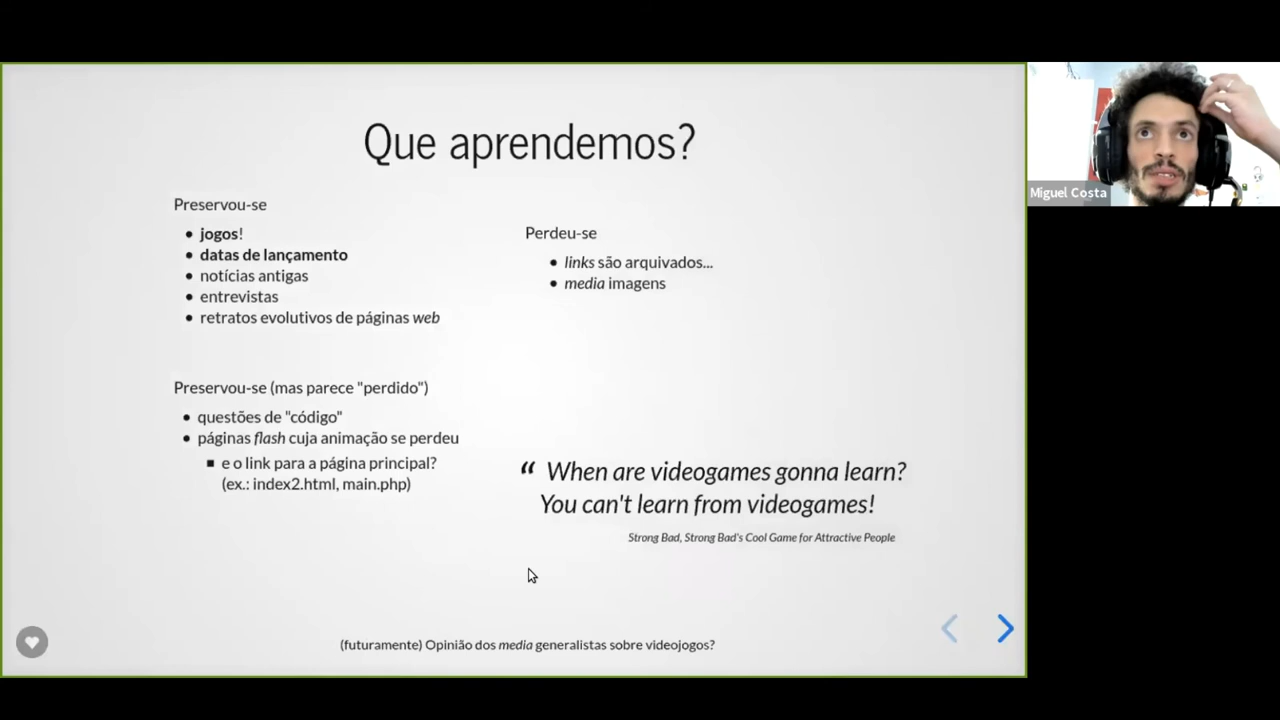 Que aprendemos?
Preservou-se
jogos!
datas de lançamento
notícias antigas
entrevistas
retratos evolutivos de páginas web
Perdeu-se
links são arquivados...
media imagens
Preservou-se (mas parece "perdido")
questões de "código"
páginas flash cuja animação se perdeu
e o link para a página principal?
(ex.: index2.html, main.php)
“ When are videogames gonna learn?
You can't learn from videogames!
Strong Bad, Strong Bad's Cool Game for Attractive People
(futuramente) Opinião dos media generalistas sobre videojogos?
Miguel Costa